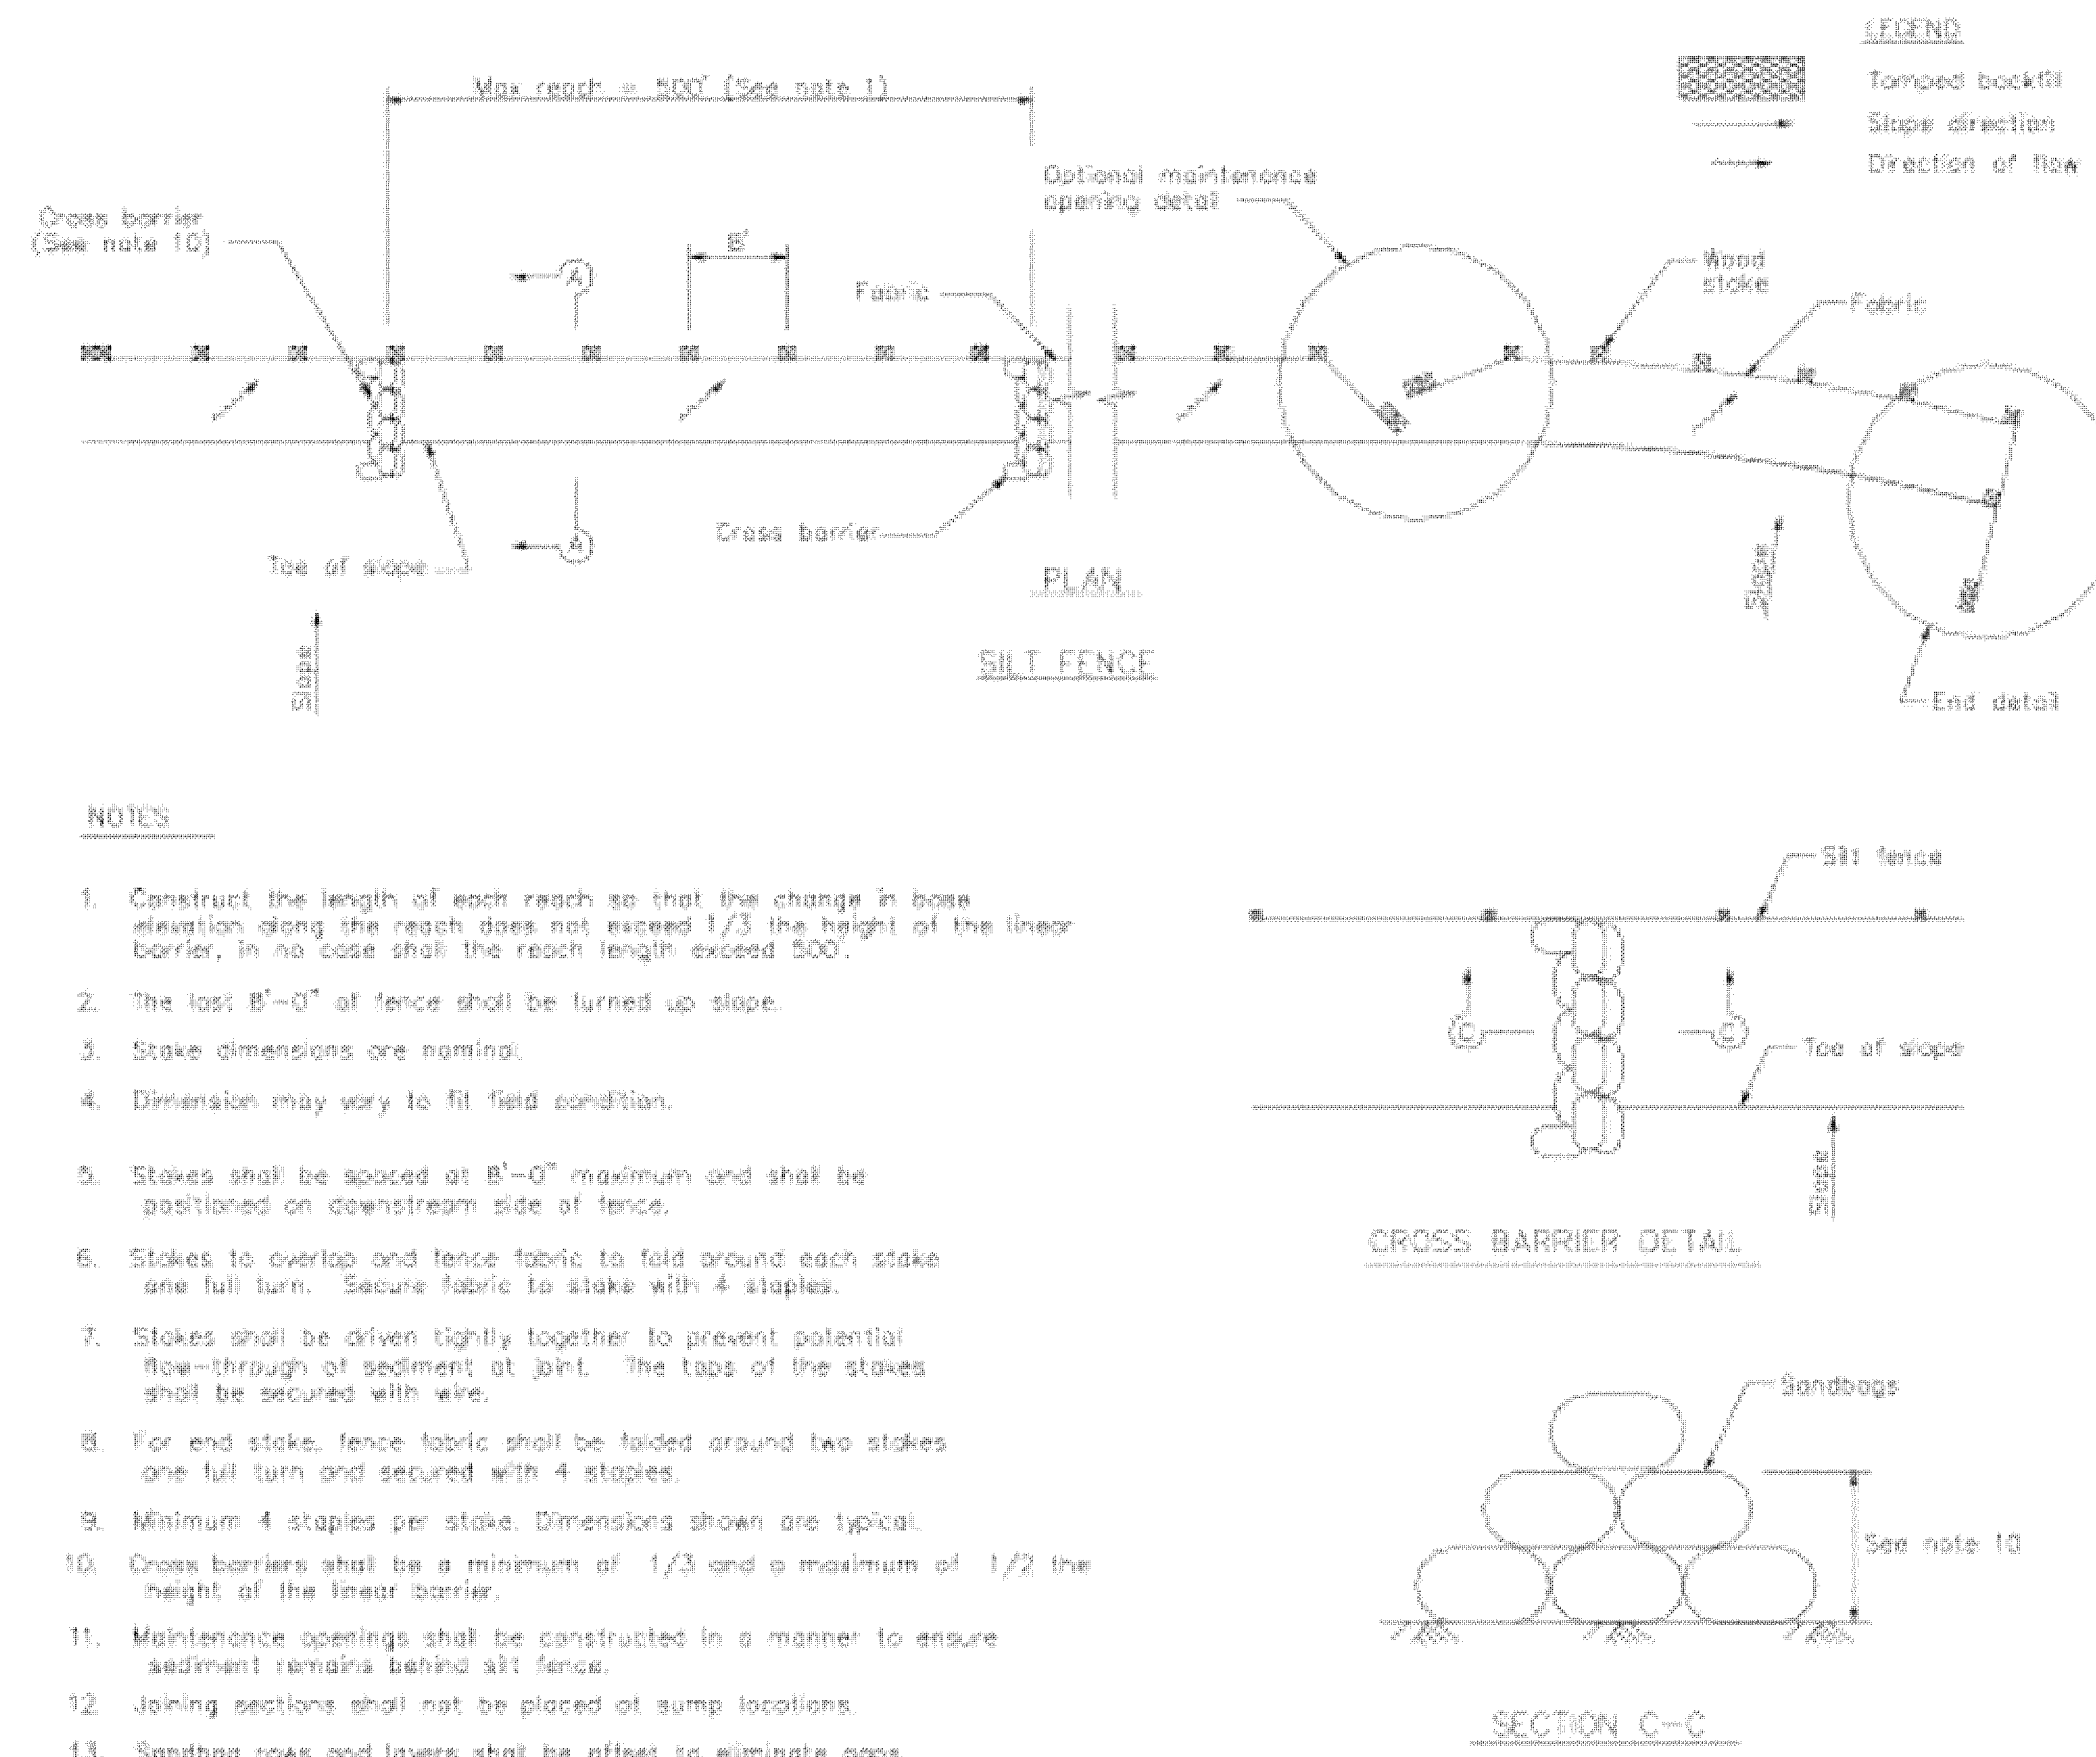 LEGEND
Tamped backfill
Slope direction
Direction of flow
Max reach = 500' (See note 1)
Optional maintenance
opening detail
Cross barrier
(See note 10)
8'
A
Fabric
Wood
stake
Fabric
Cross barrier
A
Toe of slope
PLAN
Slope
Slope
SILT FENCE
End detail
NOTES
1. Construct the length of each reach so that the change in base
elevation along the reach does not exceed 1/3 the height of the linear
barrier, in no case shall the reach length exceed 500'.
2. The last 8'-0" of fence shall be turned up slope.
3. Stake dimensions are nominal.
4. Dimension may vary to fit field condition.
5. Stakes shall be spaced at 8'-0" maximum and shall be
positioned on downstream side of fence.
6. Stakes to overlap and fence fabric to fold around each stake
one full turn. Secure fabric to stake with 4 staples.
7. Stakes shall be driven tightly together to prevent potential
flow-through of sediment at joint. The tops of the stakes
shall be secured with wire.
8. For end stake, fence fabric shall be folded around two stakes
one full turn and secured with 4 staples.
9. Minimum 4 staples per stake. Dimensions shown are typical.
10. Cross barriers shall be a minimum of 1/3 and a maximum of 1/2 the
height of the linear barrier.
11. Maintenance openings shall be constructed in a manner to ensure
sediment remains behind silt fence.
12. Joining sections shall not be placed at sump locations.
13. Sandbag rows and layers shall be offset to eliminate gaps.
Silt fence
C
C
Toe of slope
Slope
CROSS BARRIER DETAIL
Sandbags
See note 10
SECTION C-C